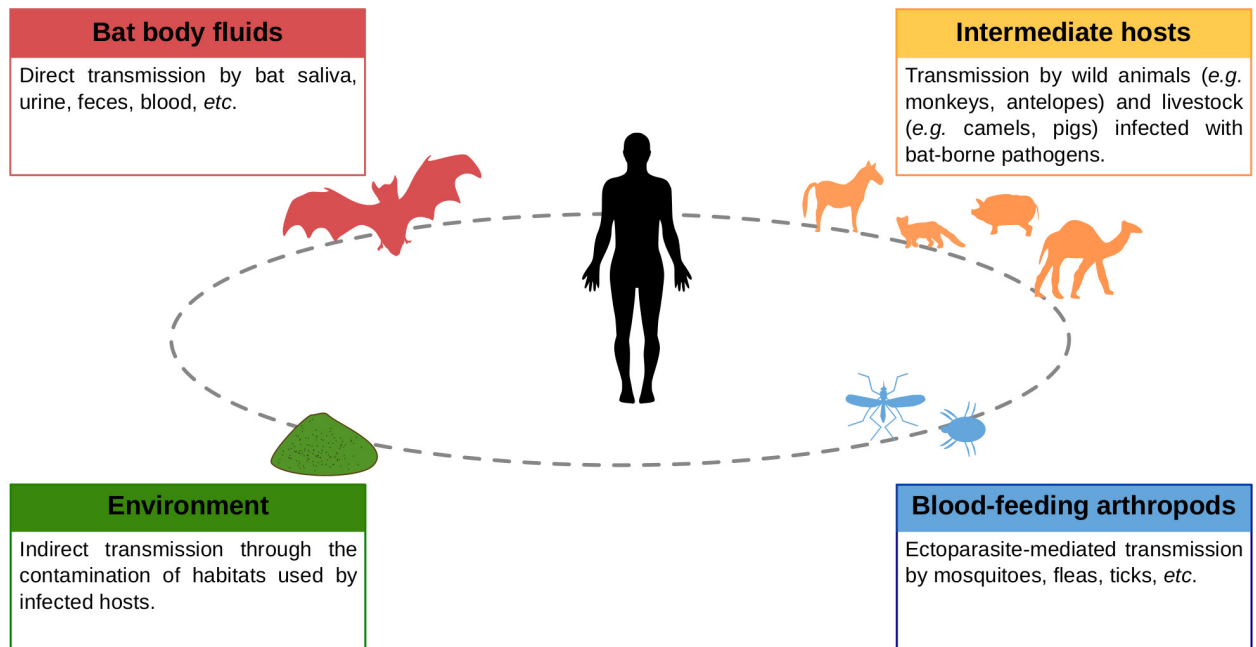 Bat body fluids
Direct transmission by bat saliva,
urine, feces, blood, etc.
Intermediate hosts
Transmission by wild animals (e.g.
monkeys, antelopes) and livestock
(e.g. camels, pigs) infected with
bat-borne pathogens.
Environment
Indirect transmission through the
contamination of habitats used by
infected hosts.
Blood-feeding arthropods
Ectoparasite-mediated transmission
by mosquitoes, fleas, ticks, etc.